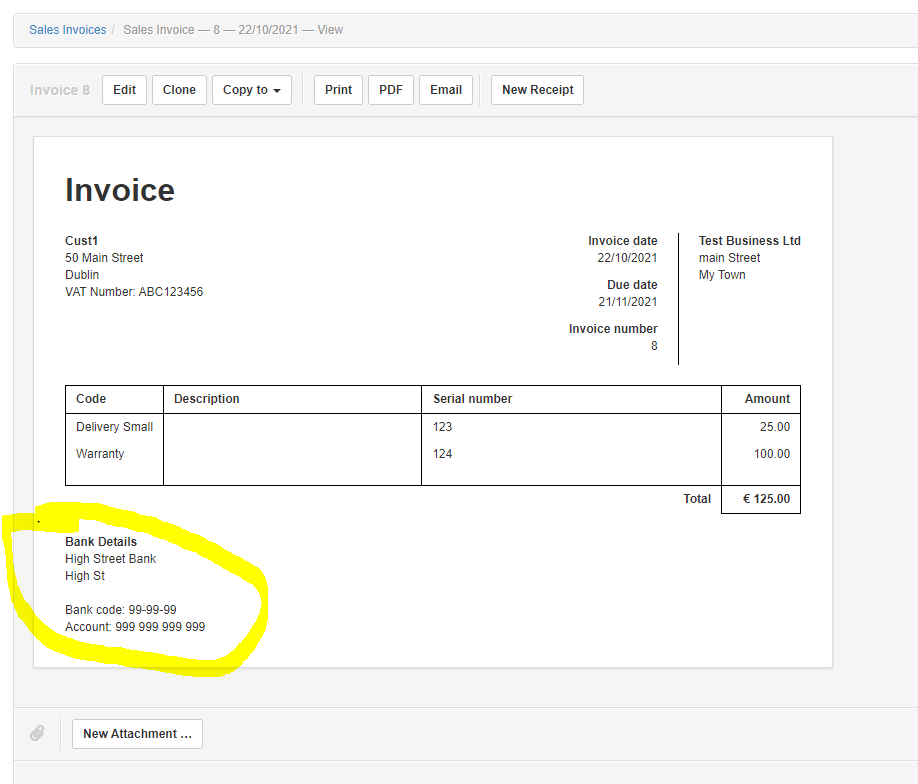 Sales Invoices / Sales Invoice — 8 — 22/10/2021 — View
Invoice 8 Edit Clone Copy to Print PDF Email New Receipt
Invoice
Cust1
50 Main Street
Dublin
VAT Number: ABC123456
Invoice date
22/10/2021
Due date
21/11/2021
Invoice number
8
Test Business Ltd
main Street
My Town
Code Description Serial number Amount
Delivery Small 123 25.00
Warranty 124 100.00
Total € 125.00
Bank Details
High Street Bank
High St
Bank code: 99-99-99
Account: 999 999 999 999
New Attachment ...